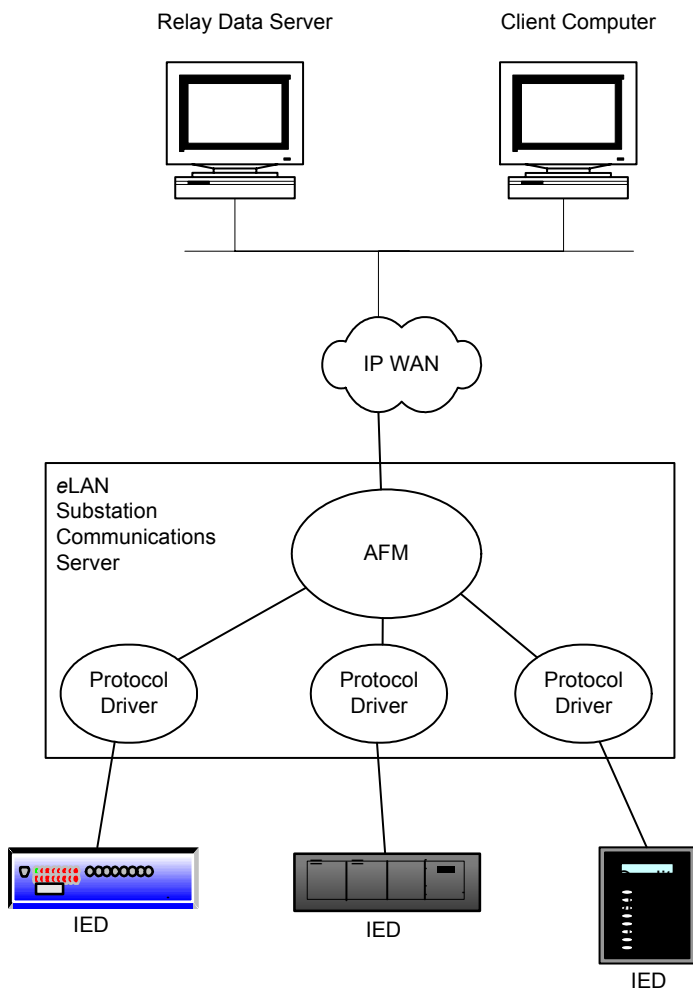 Relay Data Server
Client Computer
IP WAN
eLAN
Substation
Communications
Server
AFM
Protocol
Driver
Protocol
Driver
Protocol
Driver
IED
IED
IED